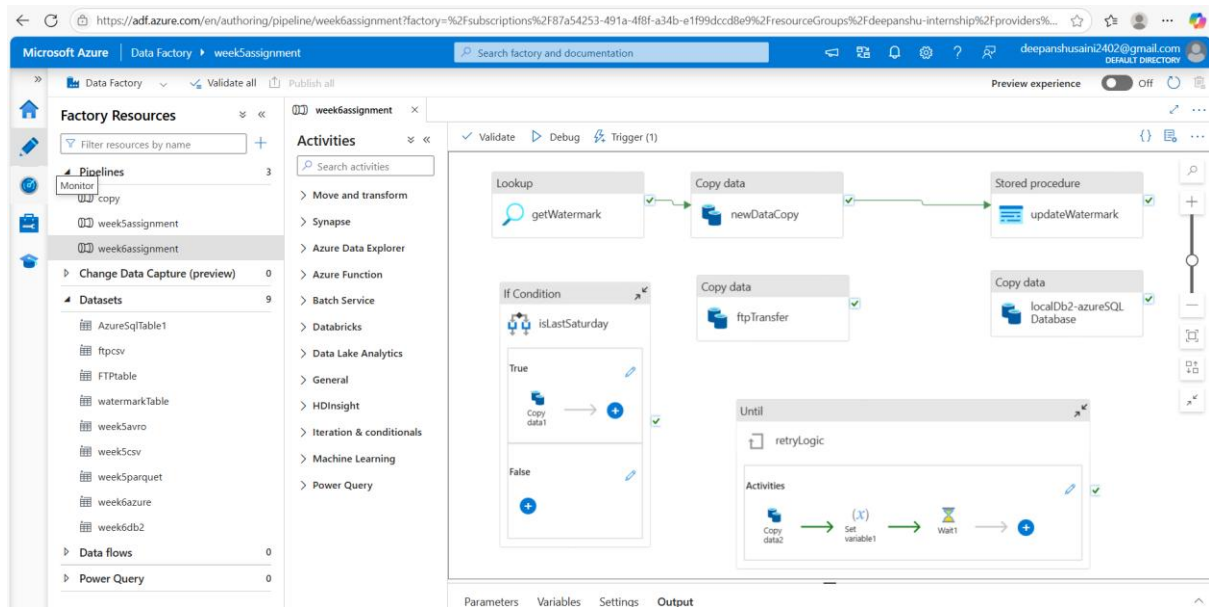 https://adf.azure.com/en/authoring/pipeline/week6assignment?factory=%2Fsubscriptions%2F87a54253-491a-4f8f-a34b-e1f99dccd8e9%2FresourceGroups%2Fdeepanshu-internship%2Fproviders%...
Microsoft Azure Data Factory week5assignment
Search factory and documentation
deepanshusaini2402@gmail.com
DEFAULT DIRECTORY
Data Factory Validate all Publish all
Preview experience Off
Factory Resources
Filter resources by name
Pipelines 3
Monitor
copy
week5assignment
week6assignment
Change Data Capture (preview) 0
Datasets 9
AzureSqlTable1
ftpcsv
FTPtable
watermarkTable
week5avro
week5csv
week5parquet
week6azure
week6db2
Data flows 0
Power Query 0
week6assignment
Activities
Search activities
Move and transform
Synapse
Azure Data Explorer
Azure Function
Batch Service
Databricks
Data Lake Analytics
General
HDInsight
Iteration & conditionals
Machine Learning
Power Query
Validate Debug Trigger (1)
Lookup
getWatermark
Copy data
newDataCopy
Stored procedure
updateWatermark
If Condition
isLastSaturday
True
Copy
data1
False
Copy data
ftpTransfer
Copy data
localDb2-azureSQL
Database
Until
retryLogic
Activities
Copy
data2
(x)
Set
variable1
Wait1
Parameters Variables Settings Output